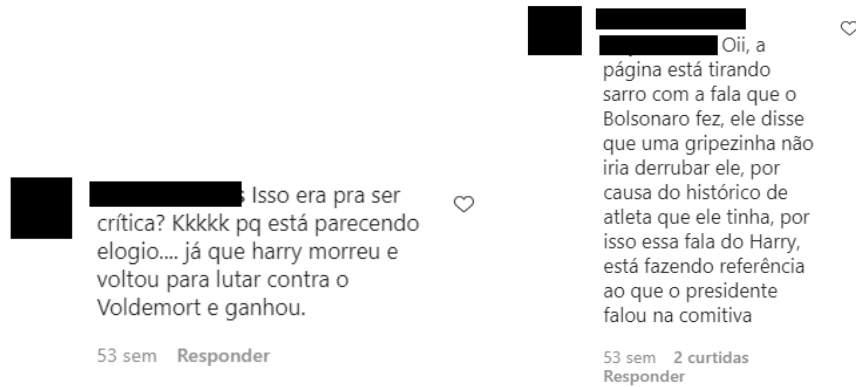 Isso era pra ser
crítica? Kkkkk pq está parecendo
elogio.... já que harry morreu e
voltou para lutar contra o
Voldemort e ganhou.
53 sem Responder
Oii, a
página está tirando
sarro com a fala que o
Bolsonaro fez, ele disse
que uma gripezinha não
iria derrubar ele, por
causa do histórico de
atleta que ele tinha, por
isso essa fala do Harry,
está fazendo referência
ao que o presidente
falou na comitiva
53 sem 2 curtidas
Responder